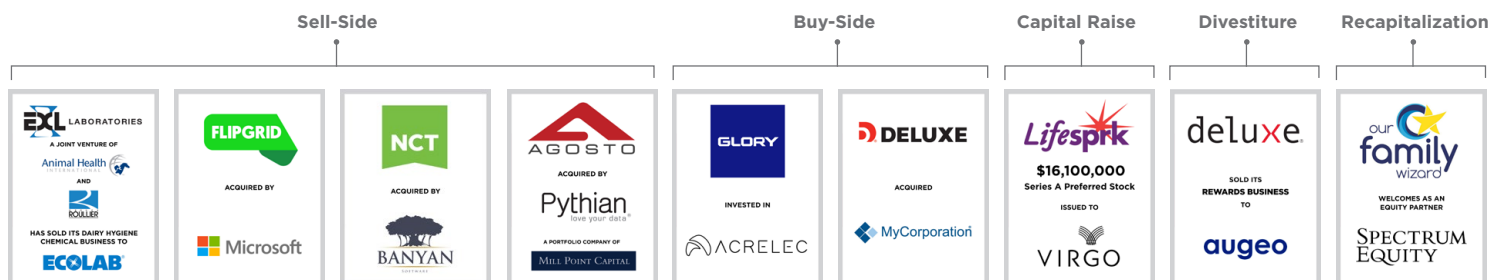 Sell-Side
Buy-Side
Capital Raise
Divestiture
Recapitalization
EXL LABORATORIES
A JOINT VENTURE OF
Animal Health
INTERNATIONAL
AND
ROULLIER
HAS SOLD ITS DAIRY HYGIENE
CHEMICAL BUSINESS TO
ECOLAB®
FLIPGRID
ACQUIRED BY
Microsoft
NCT
ACQUIRED BY
BANYAN
SOFTWARE
AGOSTO
ACQUIRED BY
Pythian
love your data™
A PORTFOLIO COMPANY OF
MILL POINT CAPITAL
GLORY
INVESTED IN
ACRELEC
DELUXE
ACQUIRED
MyCorporation
Lifesprk
$16,100,000
Series A Preferred Stock
ISSUED TO
VIRGO
deluxe®
SOLD ITS
REWARDS BUSINESS
TO
augeo
our
family
wizard
WELCOMES AS AN
EQUITY PARTNER
SPECTRUM
EQUITY